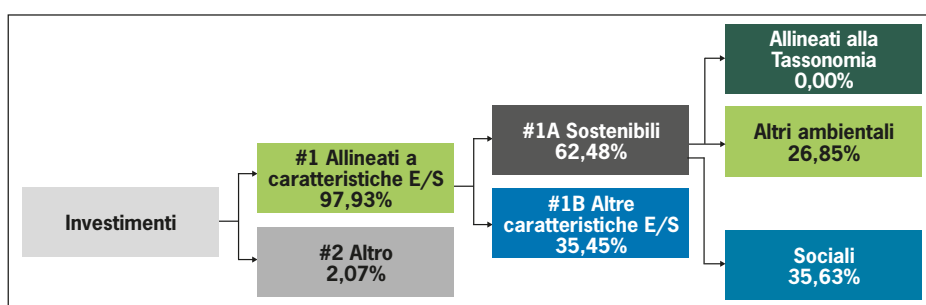 Investimenti
#1 Allineati a
caratteristiche E/S
97,93%
#2 Altro
2,07%
#1A Sostenibili
62,48%
#1B Altre
caratteristiche E/S
35,45%
Allineati alla
Tassonomia
0,00%
Altri ambientali
26,85%
Sociali
35,63%